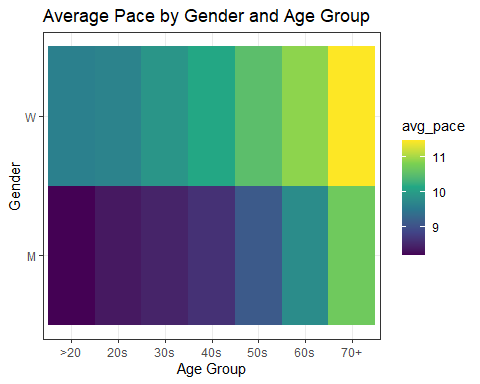 Average Pace by Gender and Age Group
Gender
W
M
>20 20s 30s 40s 50s 60s 70+
Age Group
avg_pace
11
10
9